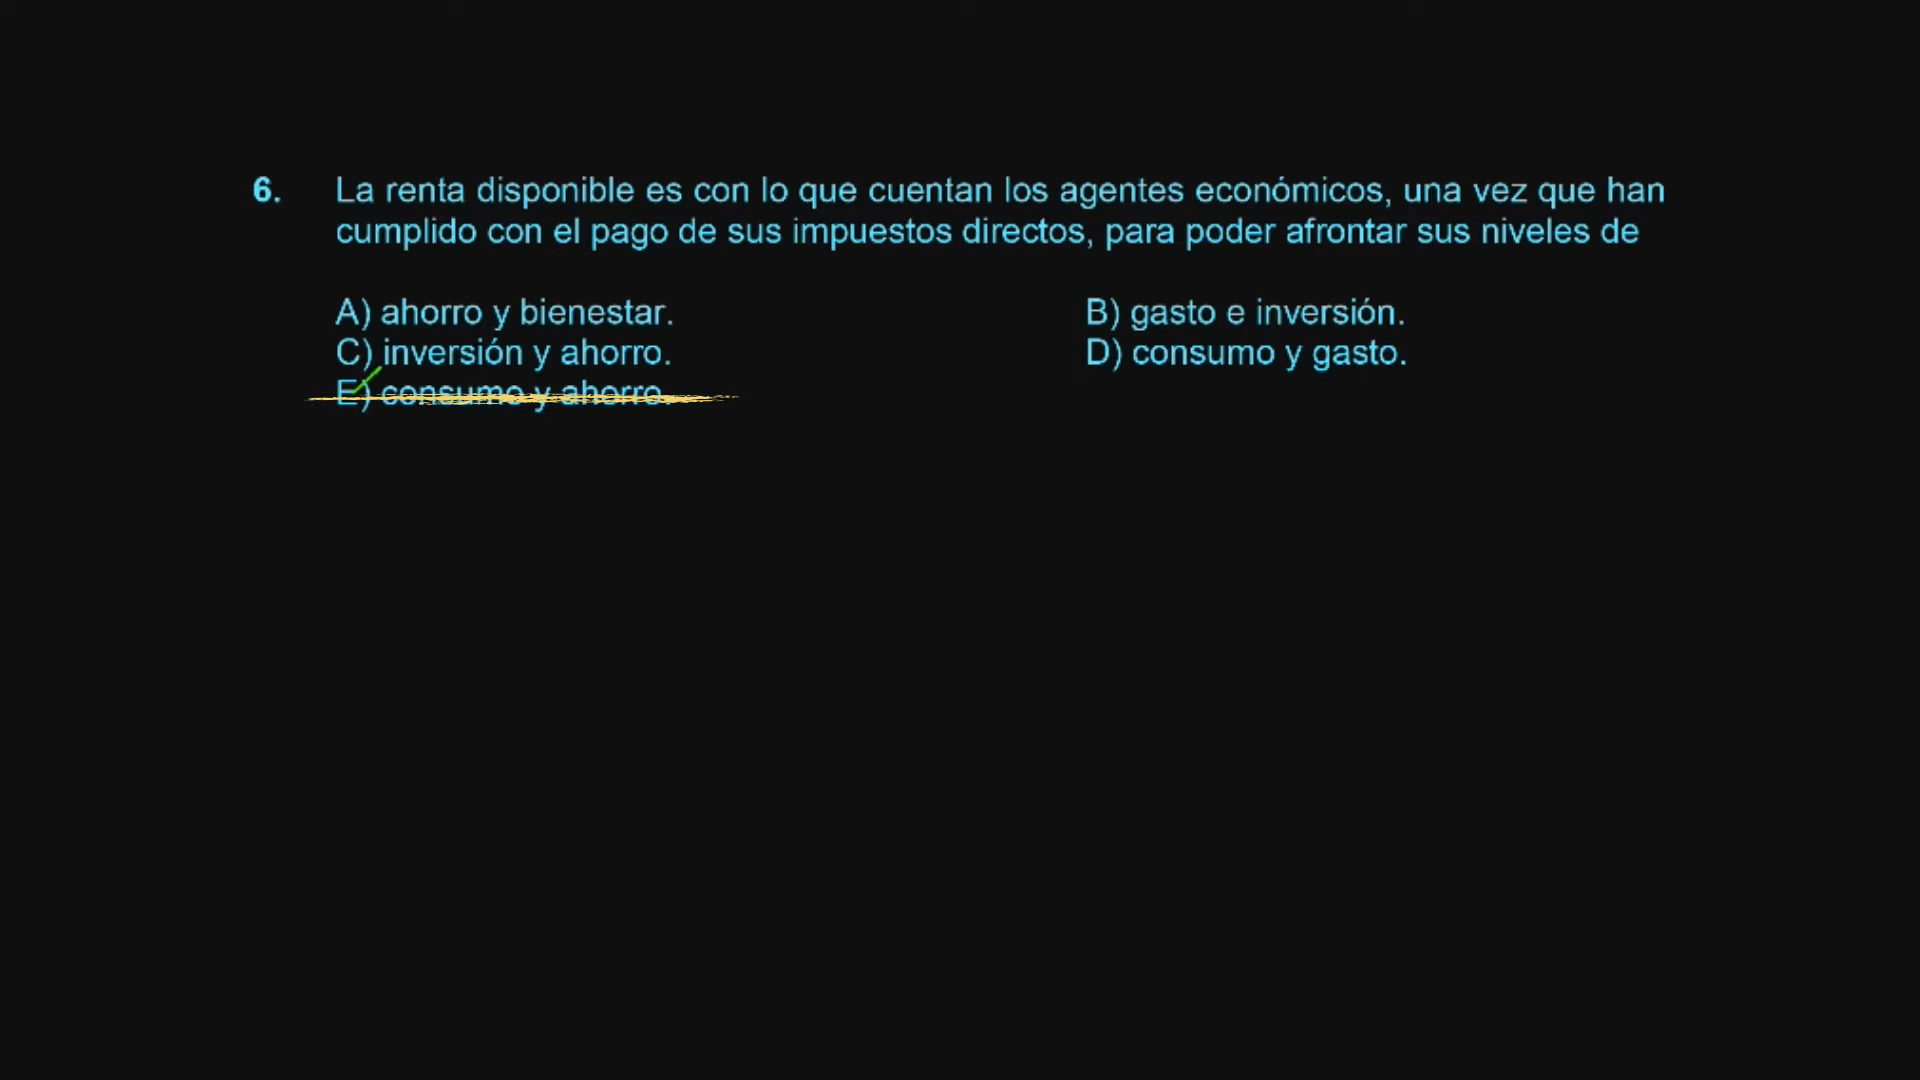 6. La renta disponible es con lo que cuentan los agentes económicos, una vez que han
cumplido con el pago de sus impuestos directos, para poder afrontar sus niveles de
A) ahorro y bienestar. B) gasto e inversión.
C) inversión y ahorro. D) consumo y gasto.
E) consumo y ahorro.